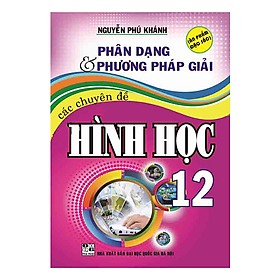 NGUYỄN PHÚ KHÁNH
PHÂN DẠNG
& PHƯƠNG PHÁP GIẢI
các chuyên đề
HÌNH HỌC
12
NHÀ XUẤT BẢN ĐẠI HỌC QUỐC GIA HÀ NỘI